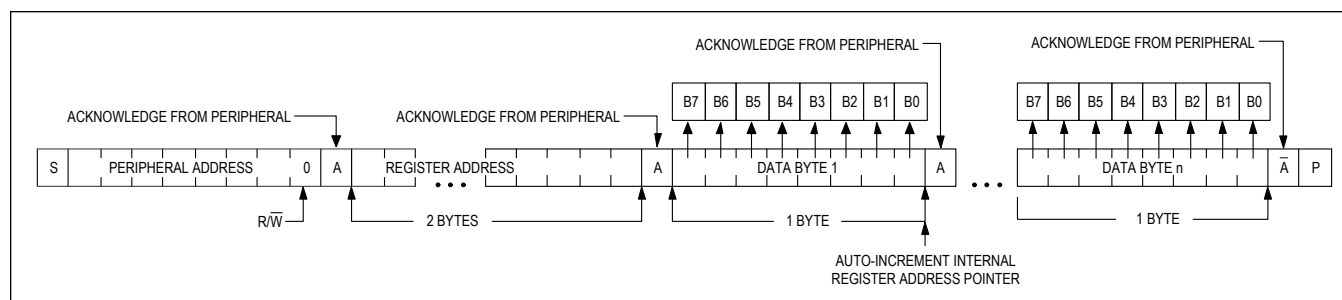 ACKNOWLEDGE FROM PERIPHERAL
ACKNOWLEDGE FROM PERIPHERAL
B7 B6 B5 B4 B3 B2 B1 B0
B7 B6 B5 B4 B3 B2 B1 B0
ACKNOWLEDGE FROM PERIPHERAL
ACKNOWLEDGE FROM PERIPHERAL
S PERIPHERAL ADDRESS 0 A REGISTER ADDRESS ... A DATA BYTE 1 A ... DATA BYTE n A̅ P
R/W̅
2 BYTES
1 BYTE
1 BYTE
AUTO-INCREMENT INTERNAL
REGISTER ADDRESS POINTER